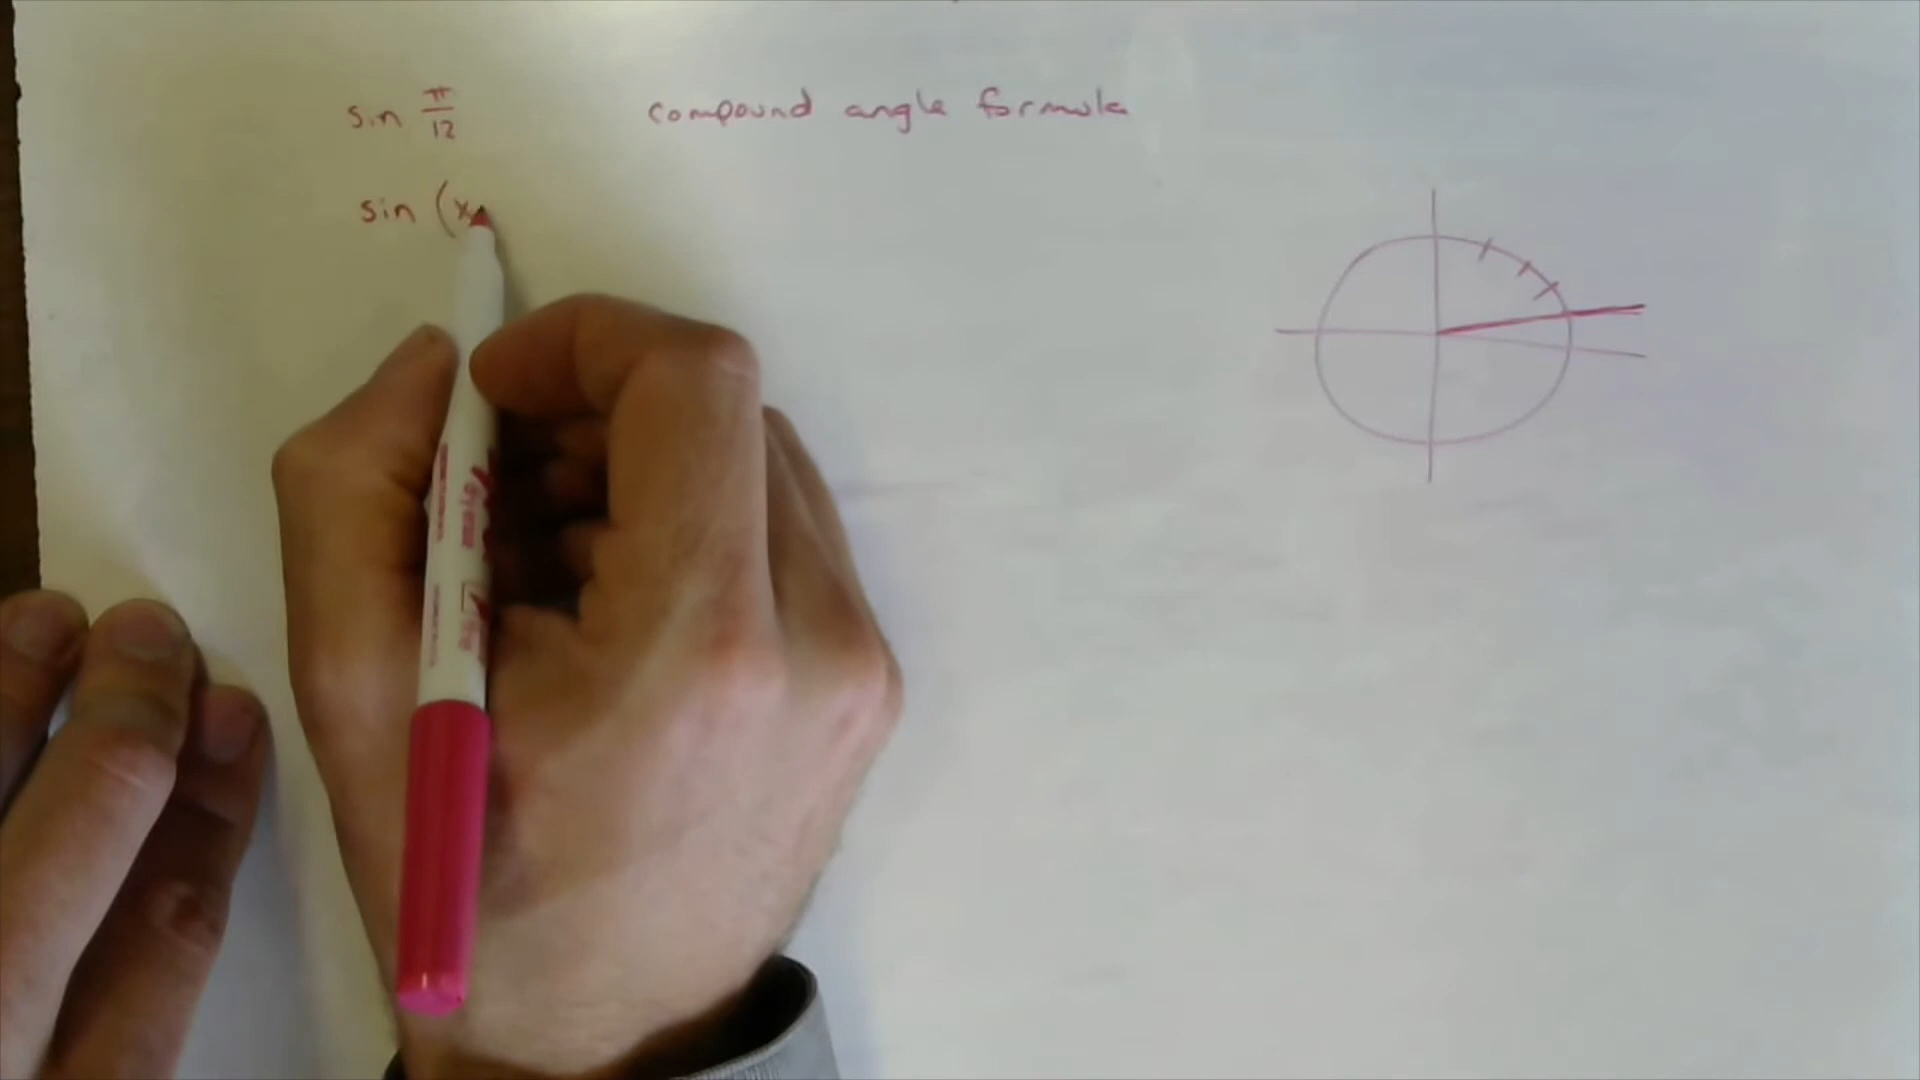 sin π/12 compound angle formula
sin (x